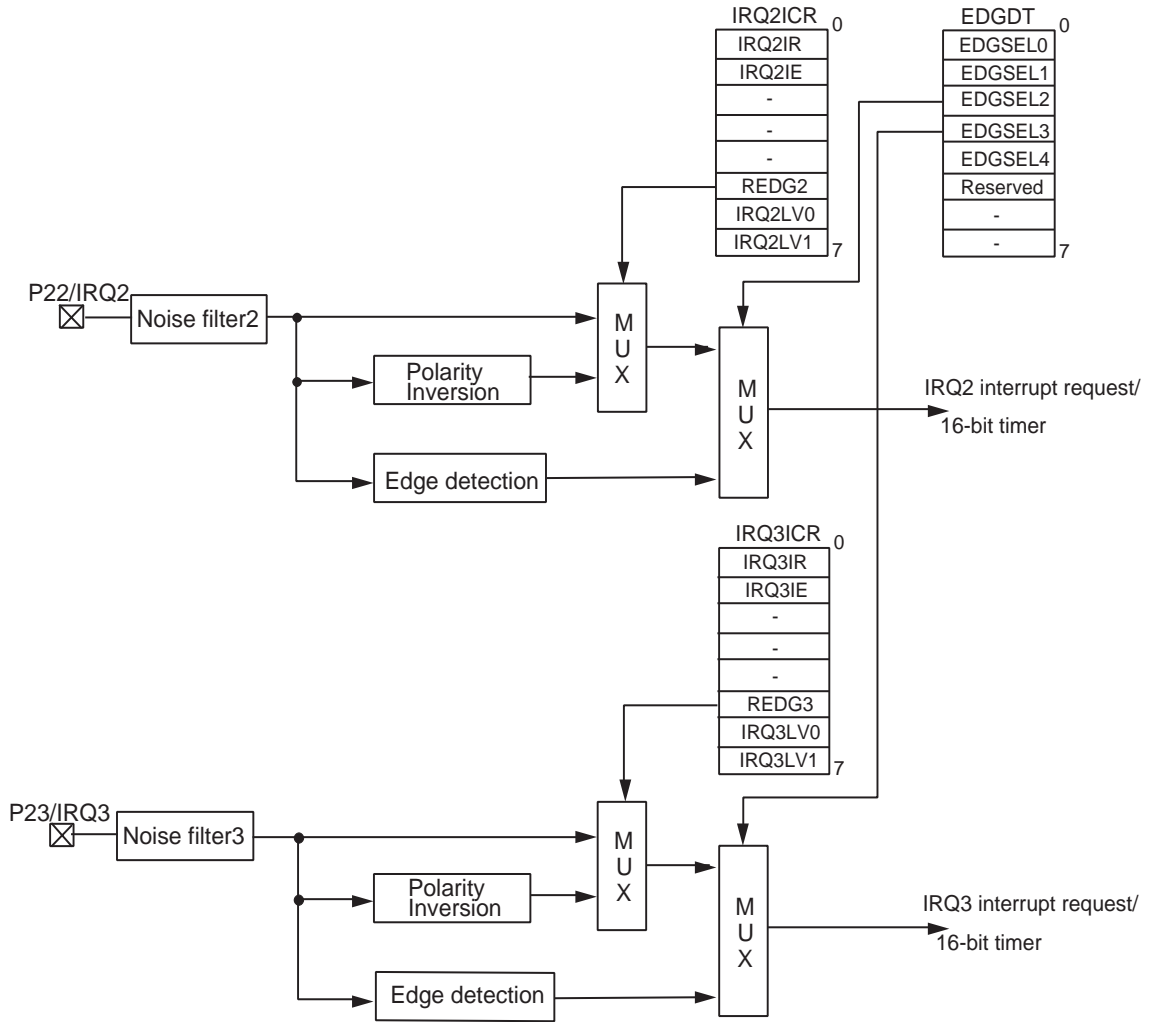 IRQ2ICR
0
IRQ2IR
IRQ2IE
-
-
-
REDG2
IRQ2LV0
IRQ2LV1
7
EDGDT
0
EDGSEL0
EDGSEL1
EDGSEL2
EDGSEL3
EDGSEL4
Reserved
-
-
7
P22/IRQ2
Noise filter2
Polarity
Inversion
Edge detection
M
U
X
M
U
X
IRQ2 interrupt request/
16-bit timer
IRQ3ICR
0
IRQ3IR
IRQ3IE
-
-
-
REDG3
IRQ3LV0
IRQ3LV1
7
P23/IRQ3
Noise filter3
Polarity
Inversion
Edge detection
M
U
X
M
U
X
IRQ3 interrupt request/
16-bit timer